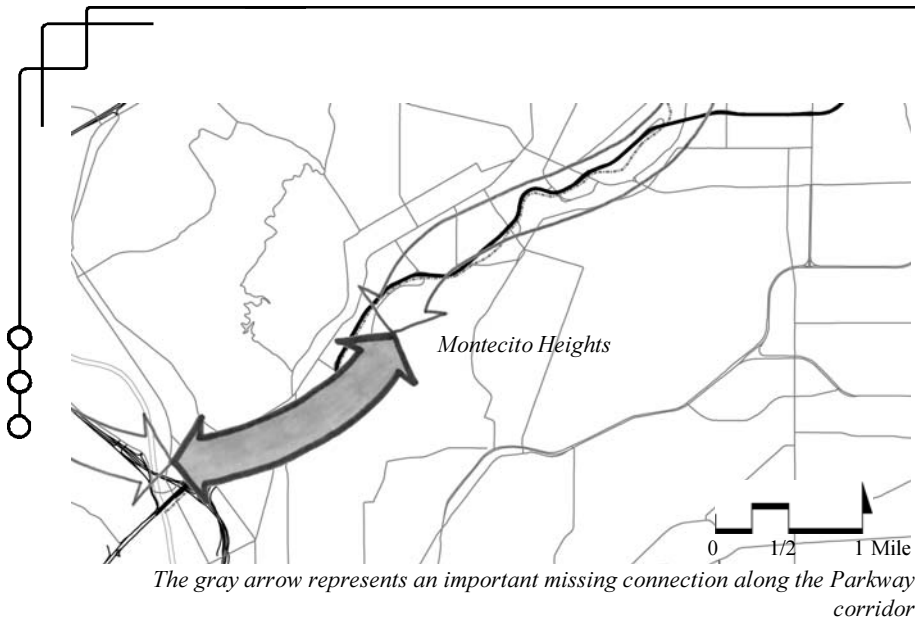 Montecito Heights
0 1/2 1 Mile
The gray arrow represents an important missing connection along the Parkway
corridor